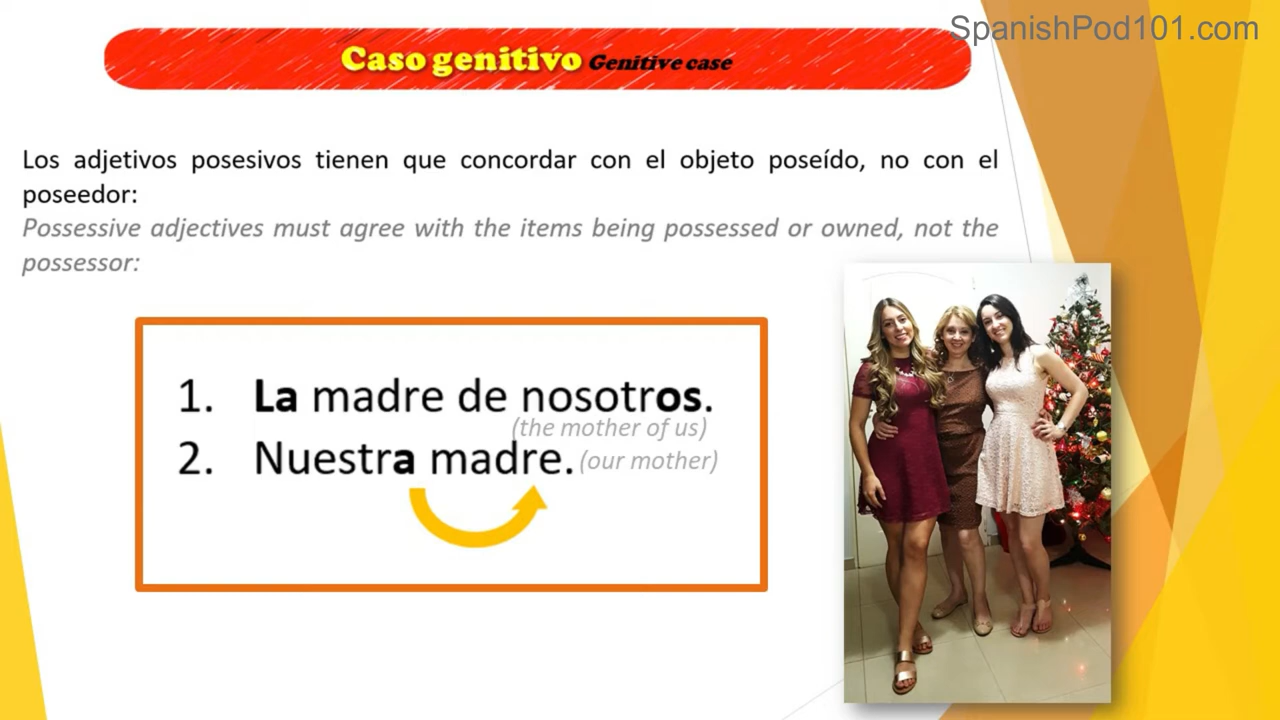 SpanishPod101.com
Caso genitivo Genitive case
Los adjetivos posesivos tienen que concordar con el objeto poseído, no con el
poseedor:
Possessive adjectives must agree with the items being possessed or owned, not the
possessor:
1. La madre de nosotros.
(the mother of us)
2. Nuestra madre. (our mother)